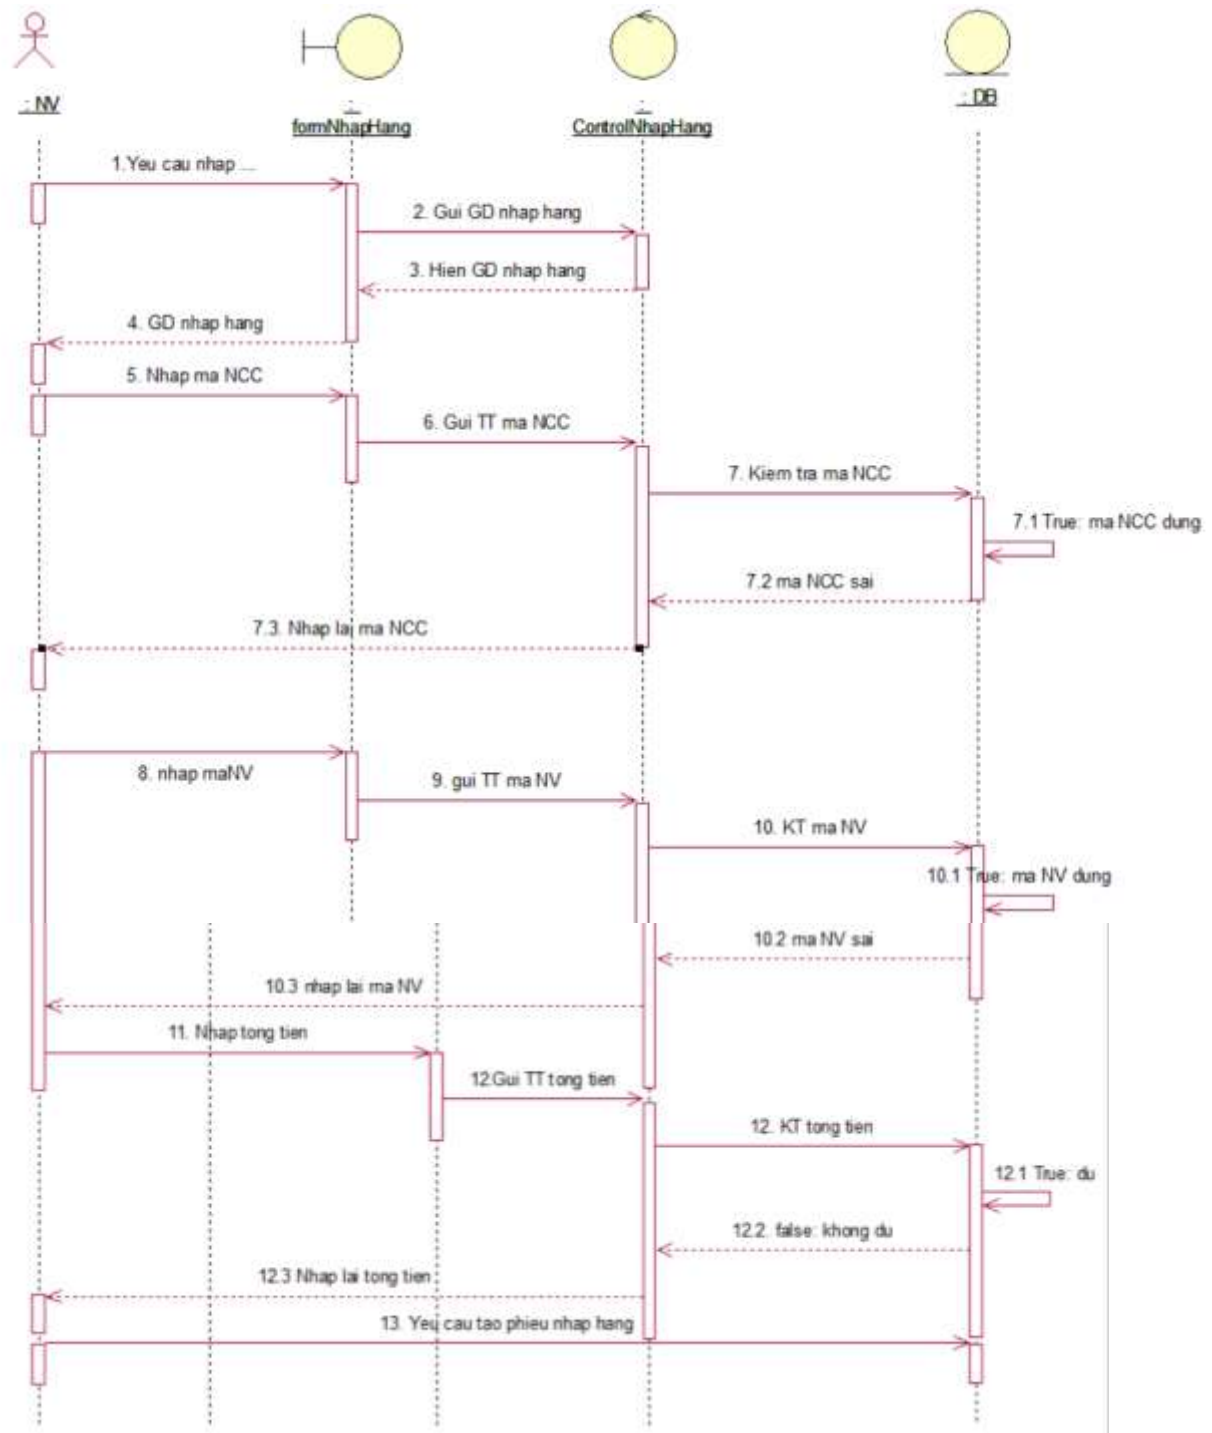 : NV
:
formNhapHang
:
ControlNhapHang
: DB
1.Yeu cau nhap ...
2. Gui GD nhap hang
3. Hien GD nhap hang
4. GD nhap hang
5. Nhap ma NCC
6. Gui TT ma NCC
7. Kiem tra ma NCC
7.1 True: ma NCC dung
7.2 ma NCC sai
7.3. Nhap lai ma NCC
8. nhap maNV
9. gui TT ma NV
10. KT ma NV
10.1 True: ma NV dung
10.2 ma NV sai
10.3 nhap lai ma NV
11. Nhap tong tien
12.Gui TT tong tien
12. KT tong tien
12.1 True: du
12.2. false: khong du
12.3 Nhap lai tong tien
13. Yeu cau tao phieu nhap hang